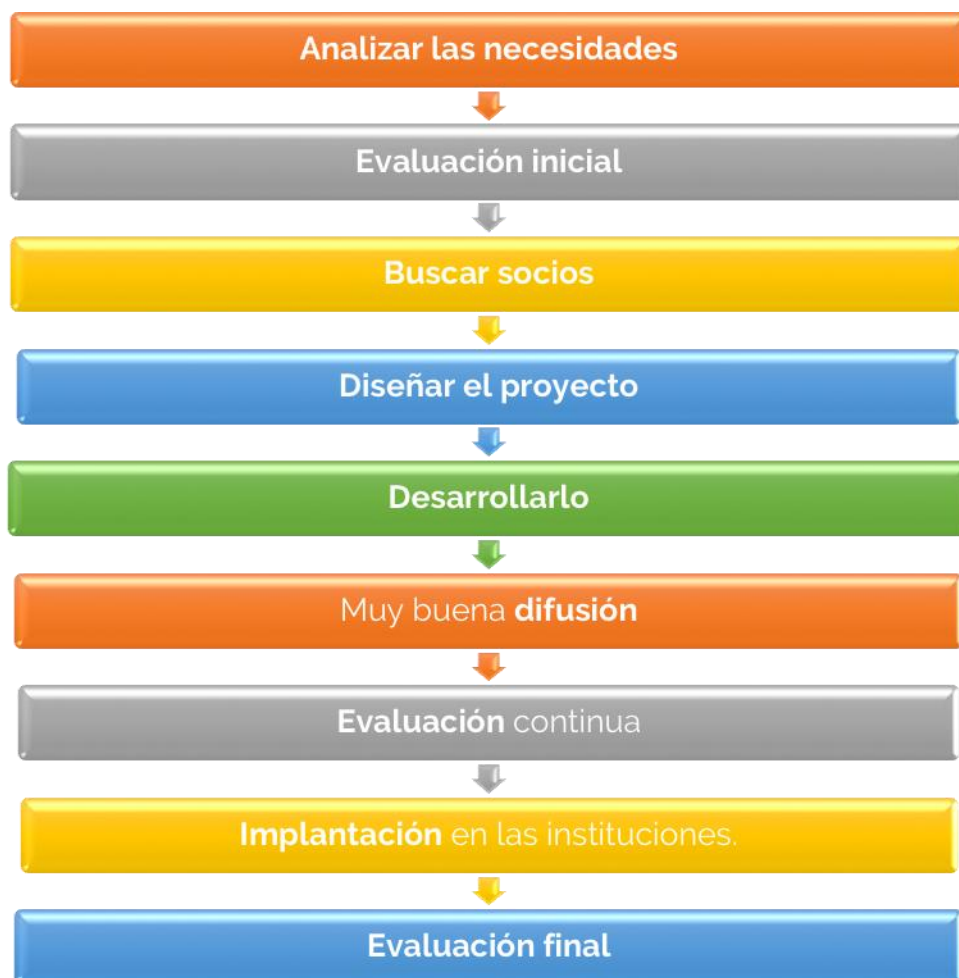 Analizar las necesidades
Evaluación inicial
Buscar socios
Diseñar el proyecto
Desarrollarlo
Muy buena difusión
Evaluación continua
Implantación en las instituciones.
Evaluación final